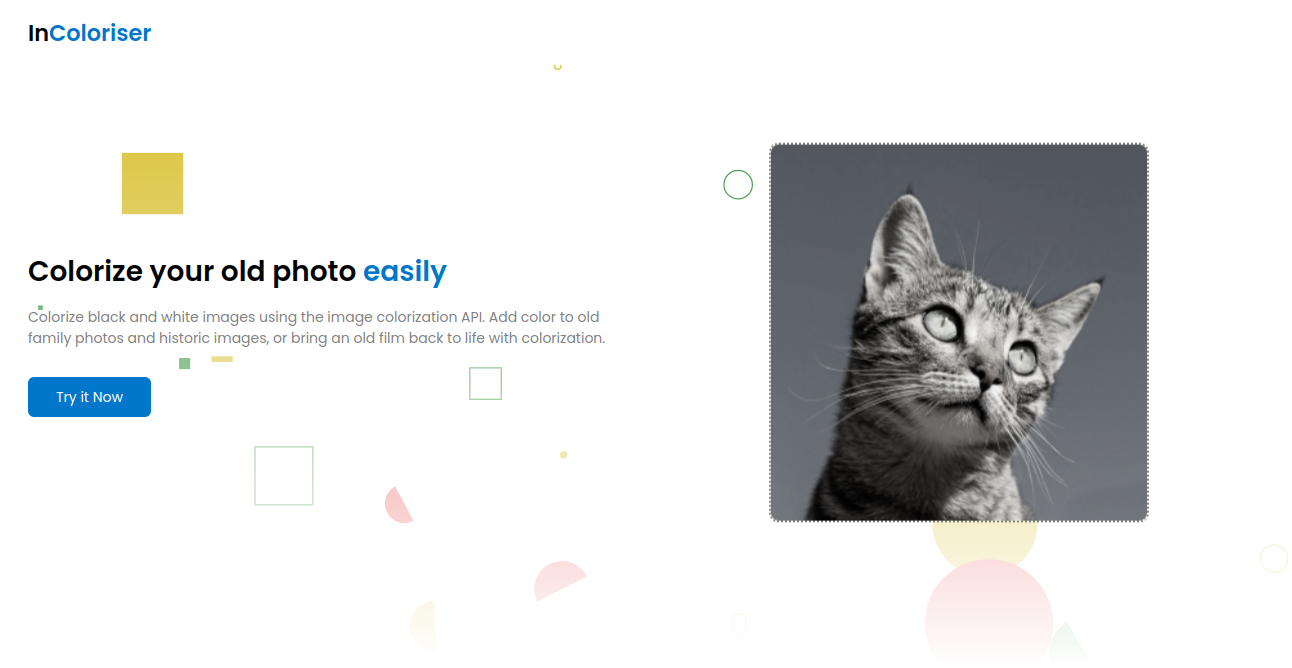 InColoriser
Colorize your old photo easily
Colorize black and white images using the image colorization API. Add color to old
family photos and historic images, or bring an old film back to life with colorization.
Try it Now